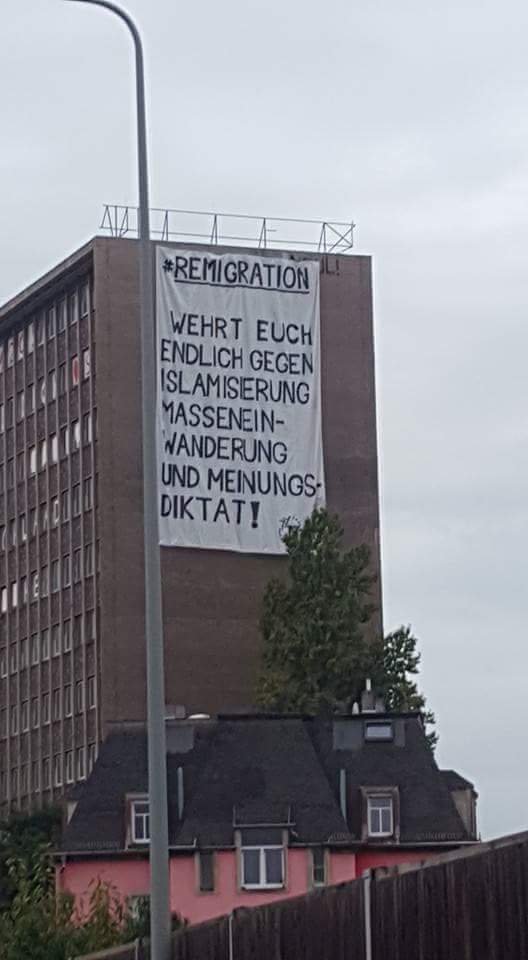 #REMIGRATION
WEHRT EUCH
ENDLICH GEGEN
ISLAMISIERUNG
MASSENEIN-
WANDERUNG
UND MEINUNGS-
DIKTAT!